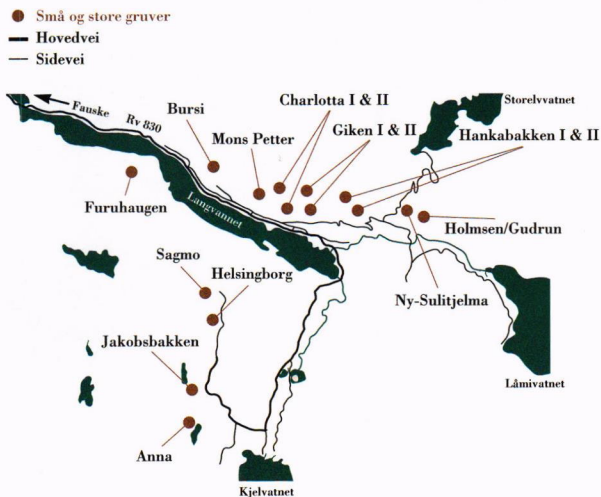 Små og store gruver
Hovedvei
Sidevei
Fauske
Rv 830
Bursi
Charlotta I & II
Storelvvatnet
Giken I & II
Hankabakken I & II
Mons Petter
Furuhaugen
Langvannet
Holmsen/Gudrun
Sagmo
Helsingborg
Ny-Sulitjelma
Jakobsbakken
Låmivatnet
Anna
Kjelvatnet